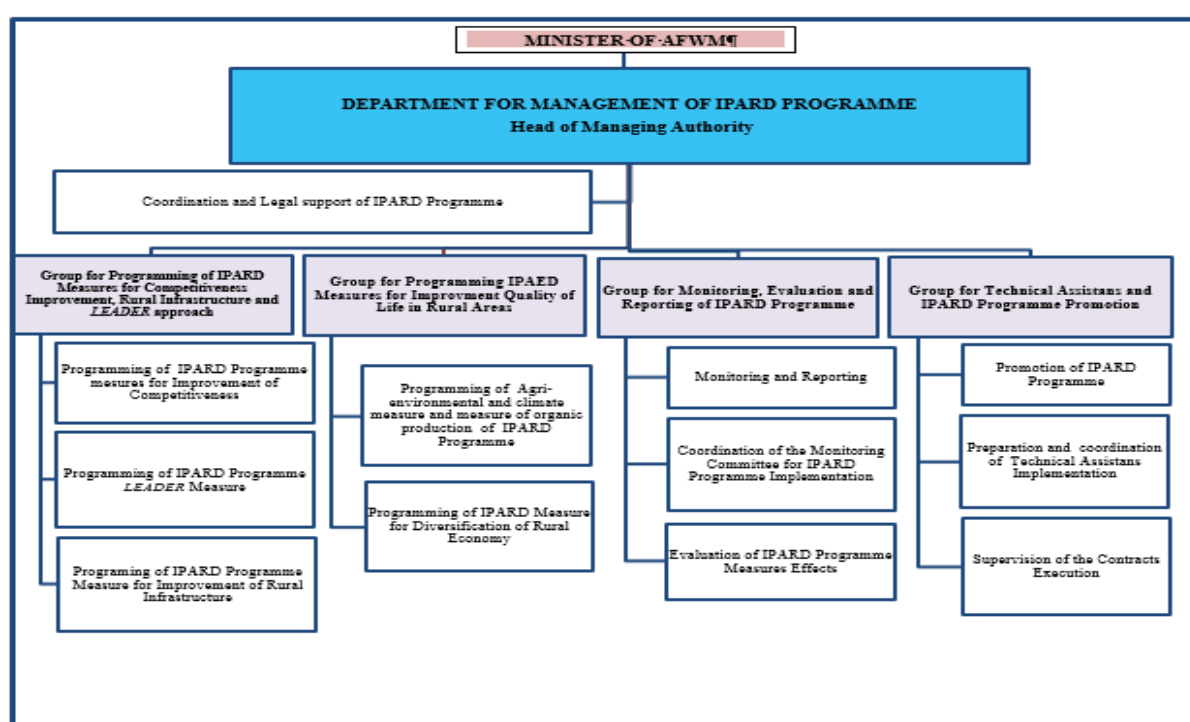 MINISTER·OF·AFWM¶
DEPARTMENT FOR MANAGEMENT OF IPARD PROGRAMME
Head of Managing Authority
Coordination and Legal support of IPARD Programme
Group for Programming of IPARD
Measures for Competitiveness
Improvement, Rural Infrastructure and
LEADER approach
Programming of IPARD Programme
mesures for Improvement of
Competitiveness
Programming of IPARD Programme
LEADER Measure
Programing of IPARD Programme
Measure for Improvement of Rural
Infrastructure
Group for Programming IPAED
Measures for Improvment Quality of
Life in Rural Areas
Programming of Agri-
environmental and climate
measure and measure of organic
production of IPARD
Programme
Programming of IPARD Measure
for Diversification of Rural
Economy
Group for Monitoring, Evaluation and
Reporting of IPARD Programme
Monitoring and Reporting
Coordination of the Monitoring
Committee for IPARD
Programme Implementation
Evaluation of IPARD Programme
Measures Effects
Group for Technical Assistans and
IPARD Programme Promotion
Promotion of IPARD
Programme
Preparation and coordination
of Technical Assistans
Implementation
Supervision of the Contracts
Execution